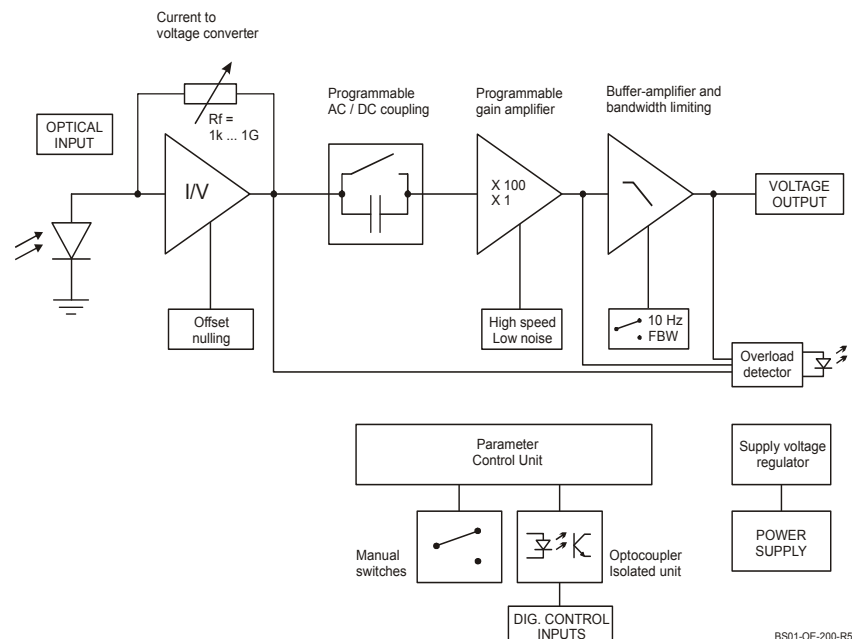 Current to
voltage converter
Programmable
AC / DC coupling
Programmable
gain amplifier
Buffer-amplifier and
bandwidth limiting
OPTICAL
INPUT
Rf =
1k ... 1G
I/V
X 100
X 1
VOLTAGE
OUTPUT
Offset
nulling
High speed
Low noise
10 Hz
FBW
Overload
detector
Parameter
Control Unit
Supply voltage
regulator
Manual
switches
Optocoupler
Isolated unit
POWER
SUPPLY
DIG. CONTROL
INPUTS
BS01-OE-200-R5